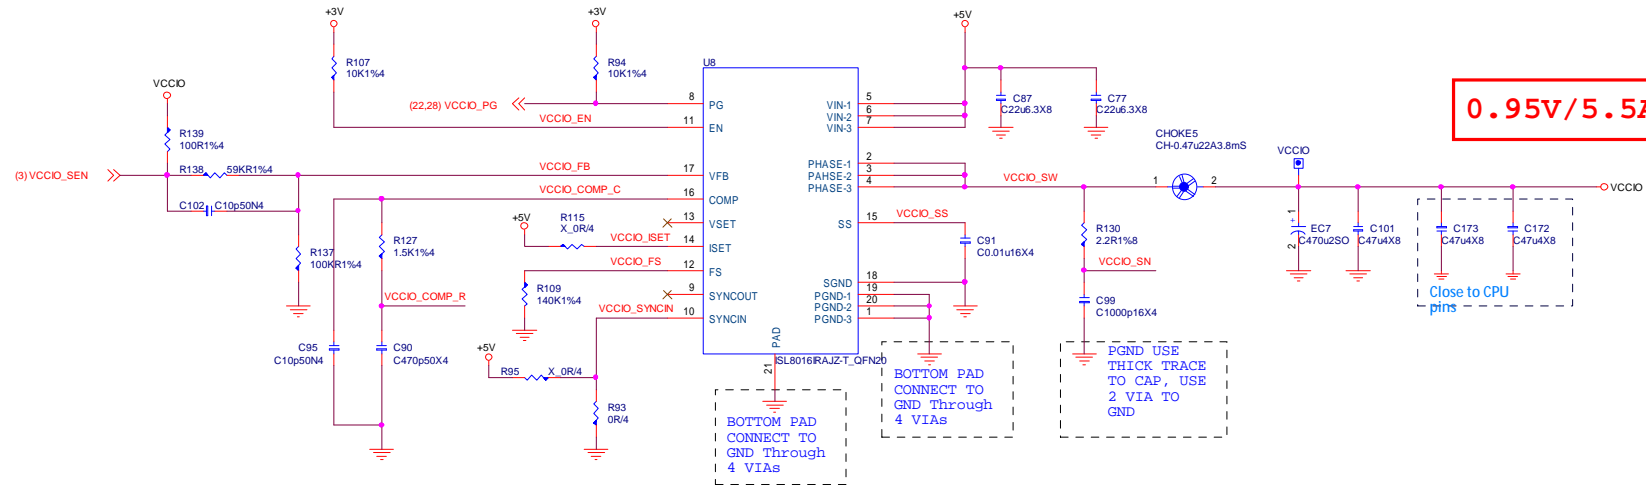 +3V
+3V
+5V
R107
10K1%4
R94
10K1%4
U8
VCCIO
(22,28) VCCIO_PG
8
PG
VCCIO_EN
11
EN
5
VIN-1
6
VIN-2
7
VIN-3
C87
C22u6.3X8
C77
C22u6.3X8
0.95V/5.5A
R139
100R1%4
CHOKE5
CH-0.47u22A3.8mS
VCCIO
(3) VCCIO_SEN
R138
59KR1%4
VCCIO_FB
17
VFB
2
PHASE-1
3
PAHSE-2
4
PHASE-3
VCCIO_SW
1
2
VCCIO
VCCIO_COMP_C
16
COMP
C102
C10p50N4
13
VSET
+5V
R115
X_0R/4
VCCIO_ISET
14
ISET
15
SS
VCCIO_SS
R127
1.5K1%4
R137
100KR1%4
C91
C0.01u16X4
R130
2.2R1%8
1
+
2
EC7
C470u2SO
C101
C47u4X8
C173
C47u4X8
C172
C47u4X8
VCCIO_FS
12
FS
VCCIO_SN
R109
140K1%4
9
SYNCOUT
18
SGND
19
PGND-1
20
PGND-2
1
PGND-3
Close to CPU
pins
VCCIO_COMP_R
VCCIO_SYNCIN
10
SYNCIN
C99
C1000p16X4
C95
C10p50N4
C90
C470p50X4
+5V
PAD
21
ISL8016IRAJZ-T_QFN20
R95
X_0R/4
R93
0R/4
BOTTOM PAD
CONNECT TO
GND Through
4 VIAs
BOTTOM PAD
CONNECT TO
GND Through
4 VIAs
PGND USE
THICK TRACE
TO CAP, USE
2 VIA TO
GND